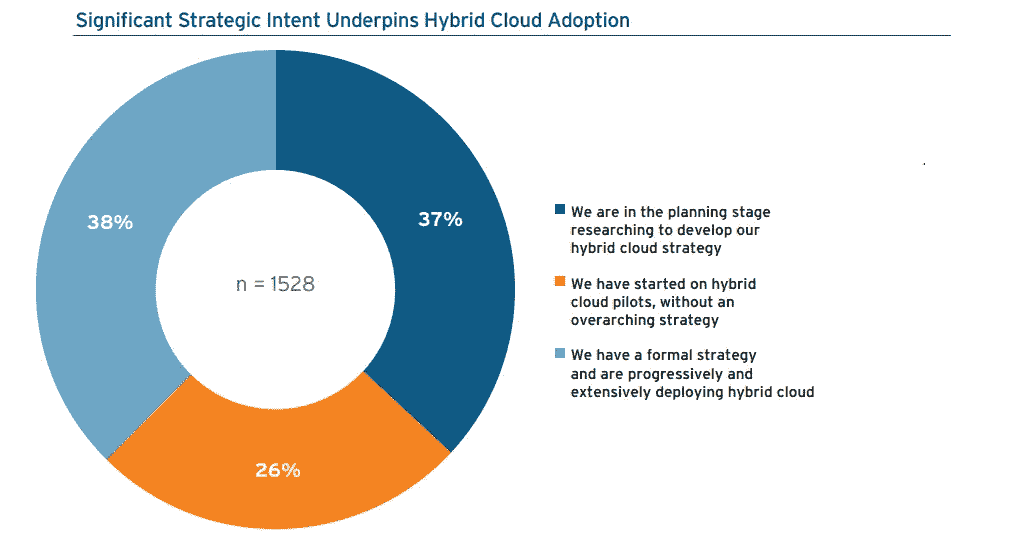 Significant Strategic Intent Underpins Hybrid Cloud Adoption
38%
37%
n = 1528
26%
We are in the planning stage
researching to develop our
hybrid cloud strategy
We have started on hybrid
cloud pilots, without an
overarching strategy
We have a formal strategy
and are progressively and
extensively deploying hybrid cloud